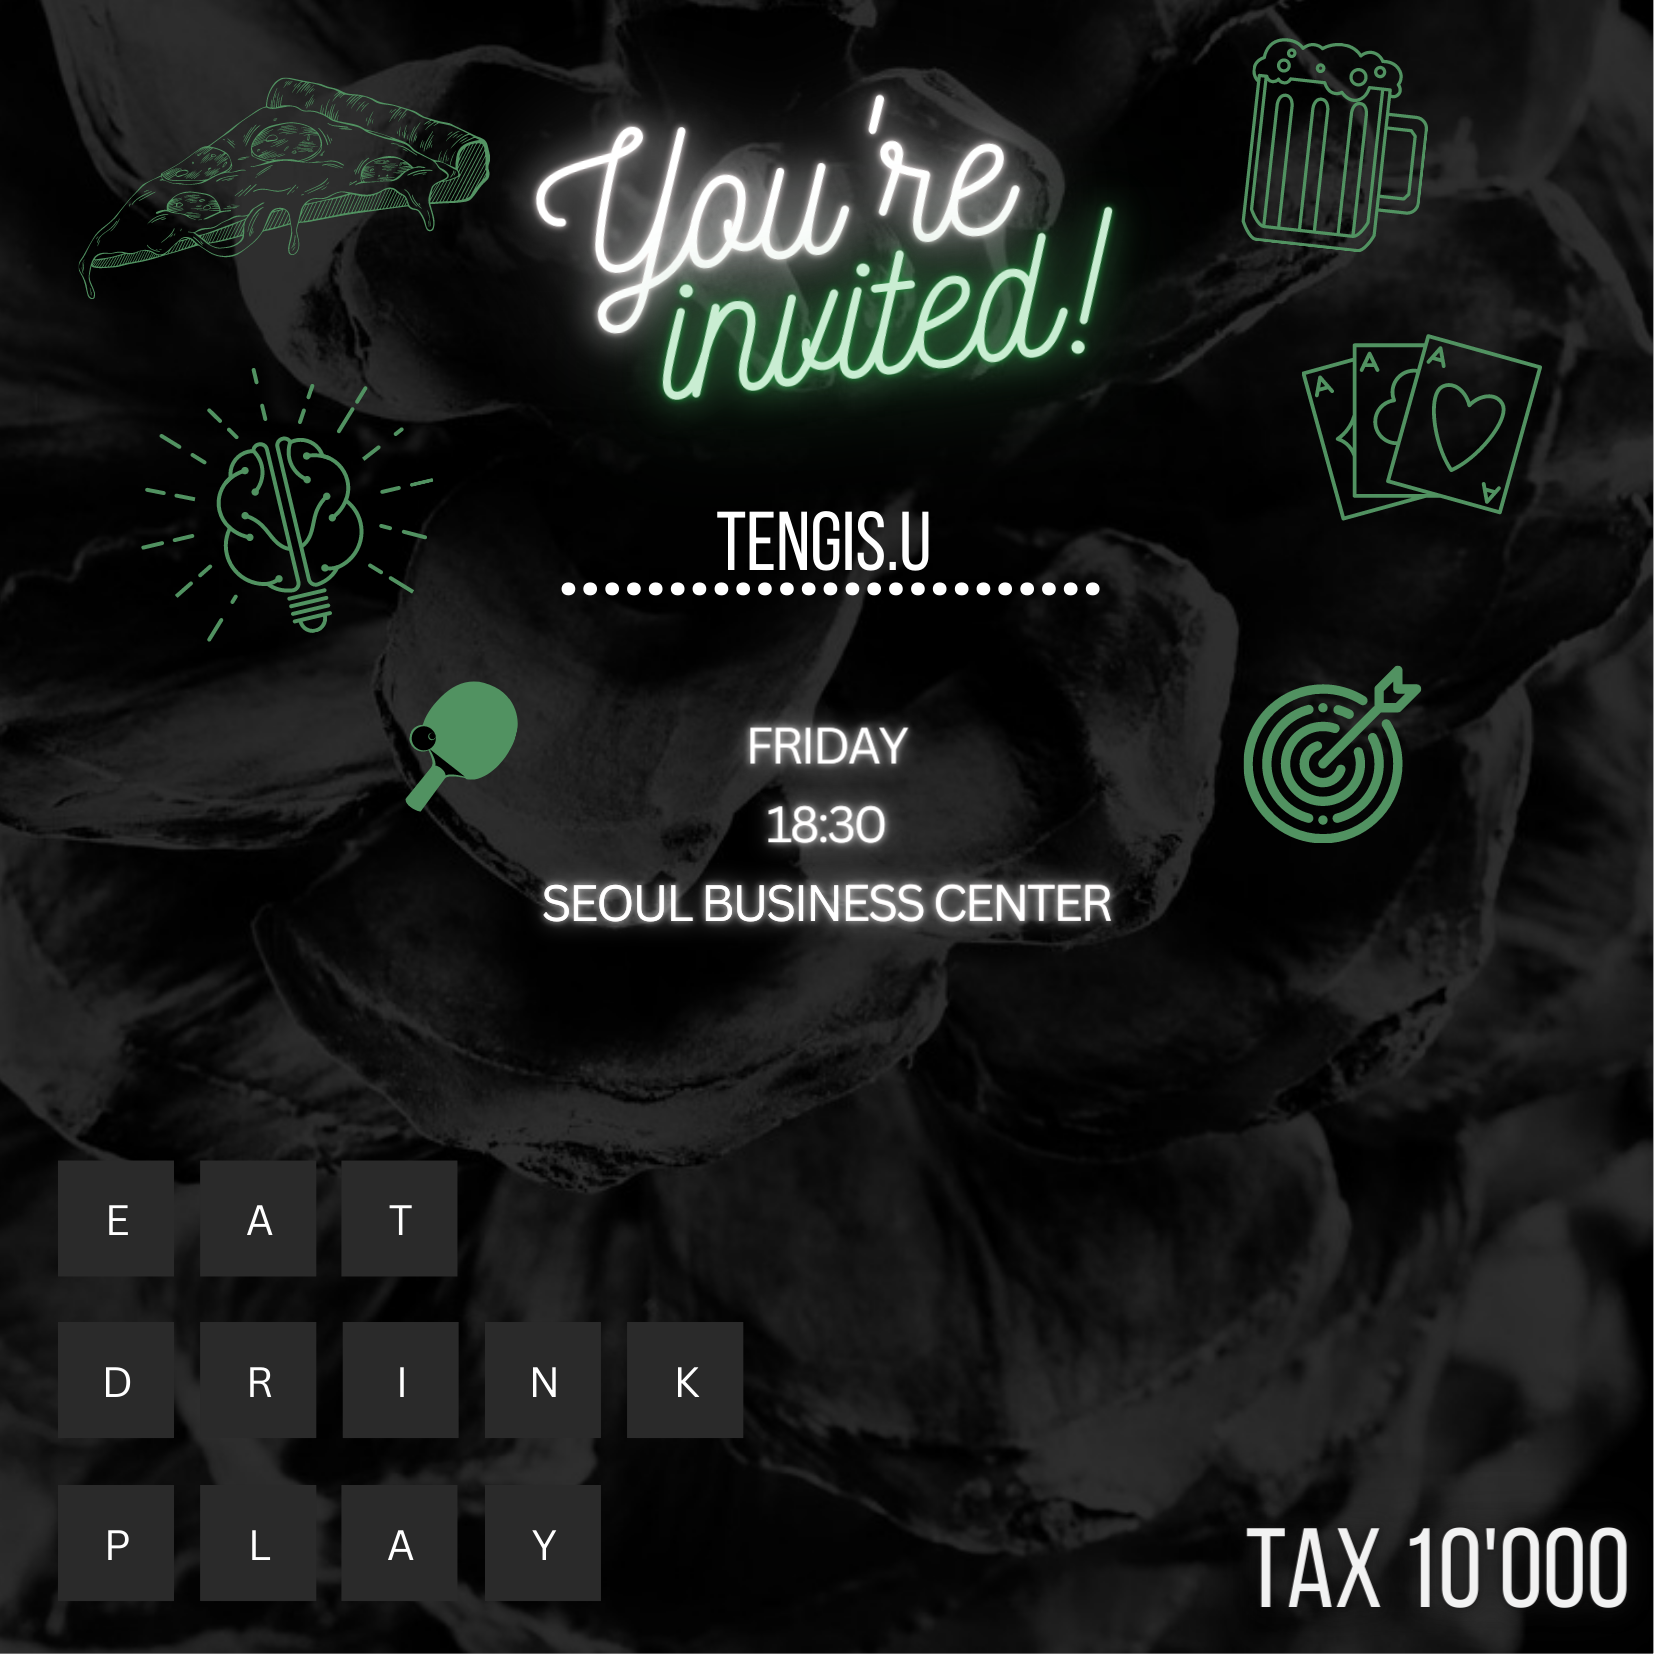 You're
invited!
A
A
A
A
TENGIS.U
FRIDAY
18:30
SEOUL BUSINESS CENTER
E A T
D R I N K
P L A Y
TAX 10'000